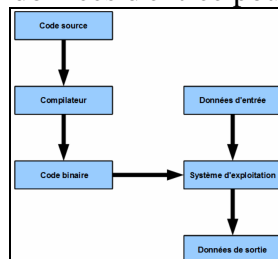 Code source
Compilateur
Données d'entrée
Code binaire
Système d'exploitation
Données de sortie